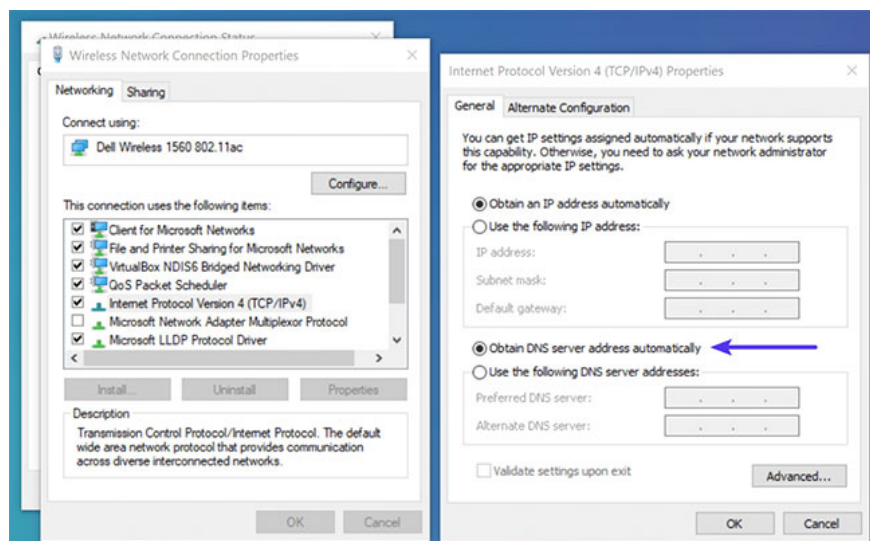 Wireless Network Connection Status
Wireless Network Connection Properties
Networking
Sharing
Connect using:
Dell Wireless 1560 802.11ac
Configure...
This connection uses the following items:
Client for Microsoft Networks
File and Printer Sharing for Microsoft Networks
VirtualBox NDIS6 Bridged Networking Driver
QoS Packet Scheduler
Internet Protocol Version 4 (TCP/IPv4)
Microsoft Network Adapter Multiplexor Protocol
Microsoft LLDP Protocol Driver
Install...
Uninstall
Properties
Description
Transmission Control Protocol/Internet Protocol. The default
wide area network protocol that provides communication
across diverse interconnected networks.
OK
Cancel
Internet Protocol Version 4 (TCP/IPv4) Properties
General
Alternate Configuration
You can get IP settings assigned automatically if your network supports
this capability. Otherwise, you need to ask your network administrator
for the appropriate IP settings.
Obtain an IP address automatically
Use the following IP address:
IP address:
Subnet mask:
Default gateway:
Obtain DNS server address automatically
Use the following DNS server addresses:
Preferred DNS server:
Alternate DNS server:
Validate settings upon exit
Advanced...
OK
Cancel